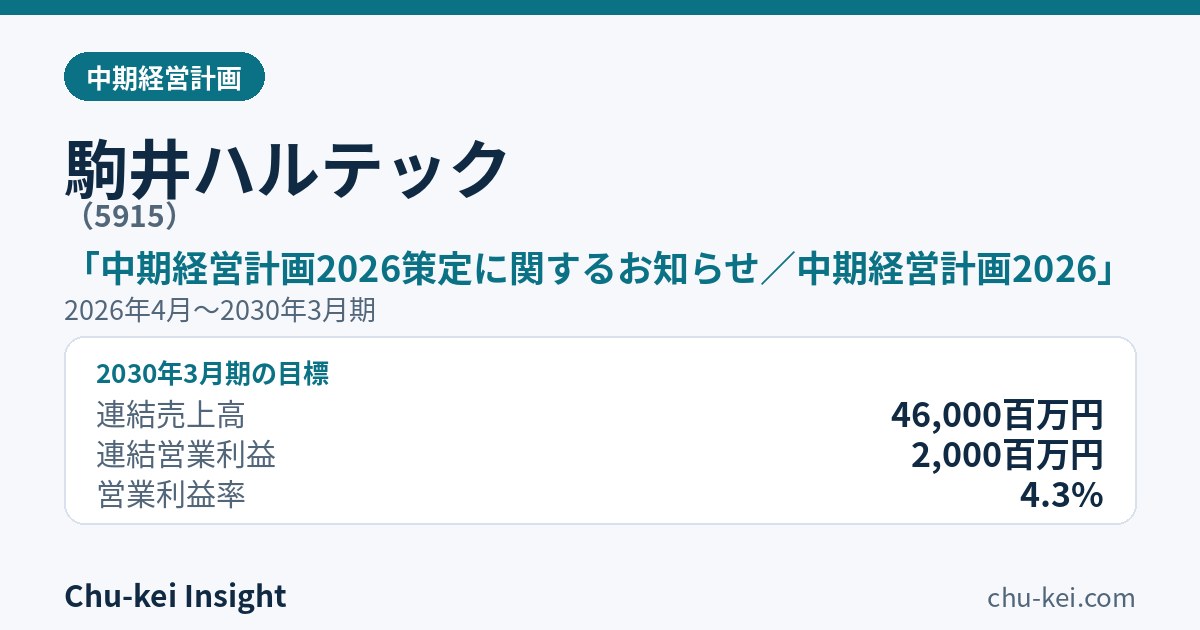 中期経営計画
駒井ハルテック
（5915）
「中期経営計画2026策定に関するお知らせ／中期経営計画2026」
2026年4月〜2030年3月期
2030年3月期の目標
連結売上高 46,000百万円
連結営業利益 2,000百万円
営業利益率 4.3%
Chu-kei Insight chu-kei.com